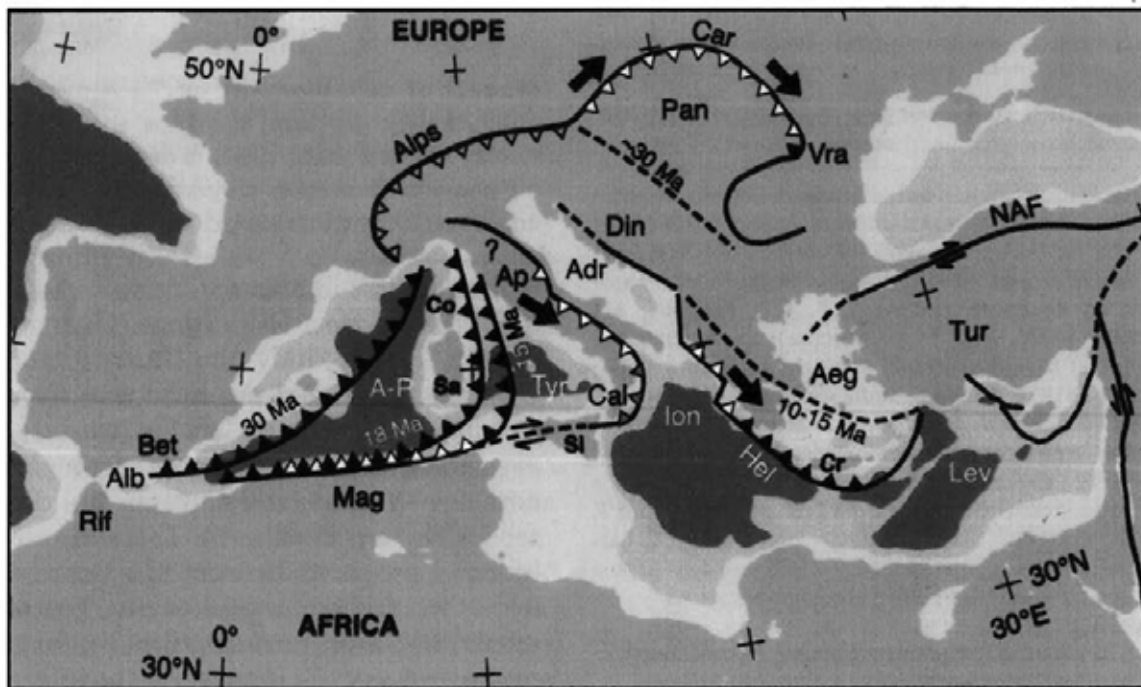 0°
EUROPE
Car
50°N
Alps
Pan
~30 Ma
Vra
NAF
Din
?
Ap
Adr
Co
Ma
Tur
Sa
A-P
Tyr
Cal
Aeg
30 Ma
18 Ma
Ion
10-15 Ma
Bet
SI
Hel
Cr
Lev
Alb
Mag
Rif
30°N
0°
AFRICA
30°E
30°N